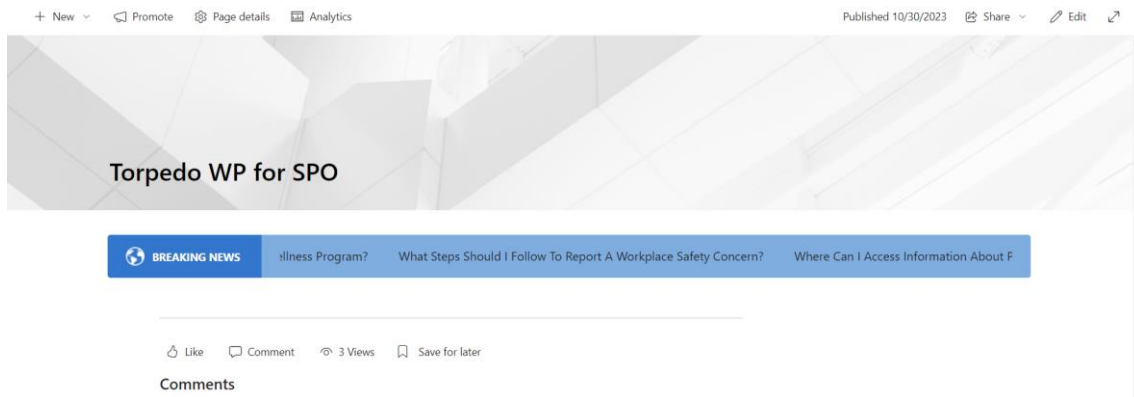 New Promote Page details Analytics Published 10/30/2023 Share Edit
Torpedo WP for SPO
BREAKING NEWS ellness Program? What Steps Should I Follow To Report A Workplace Safety Concern? Where Can I Access Information About
Like Comment 3 Views Save for later
Comments